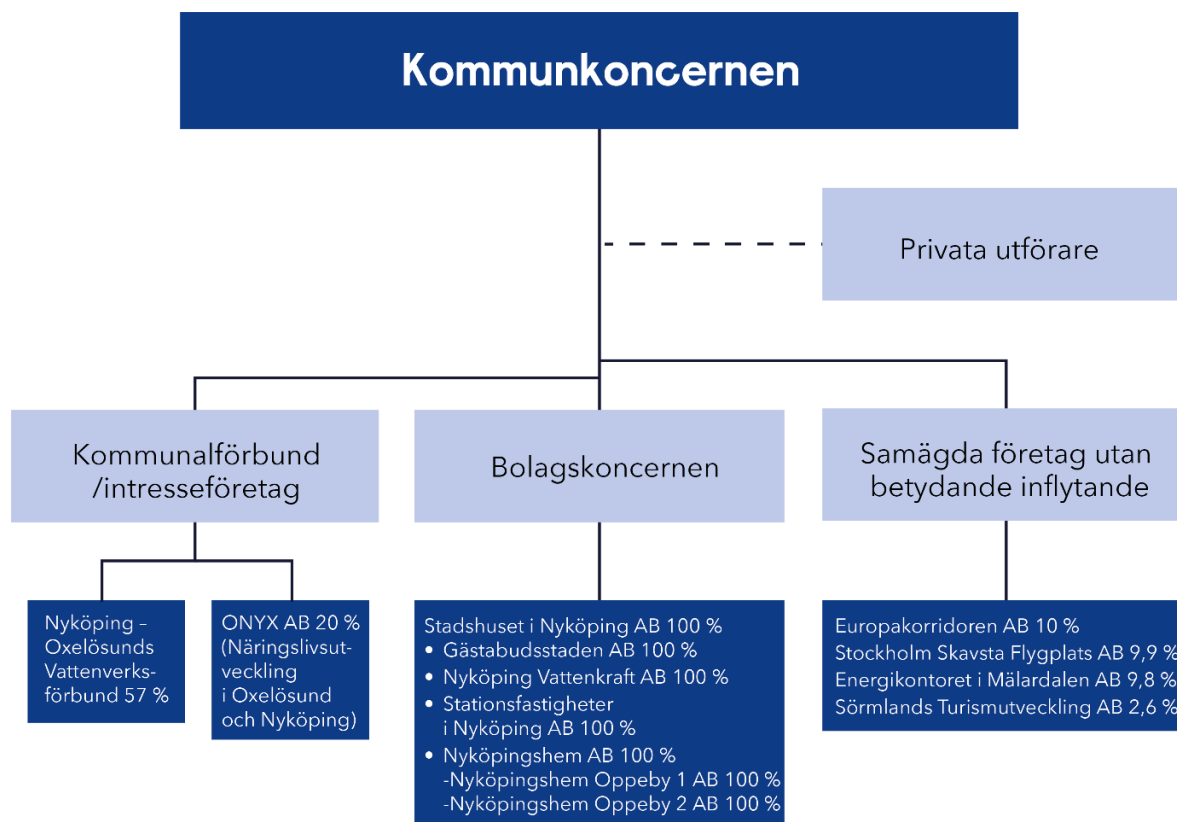 Kommunkoncernen
Privata utförare
Kommunalförbund
/intresseföretag
Bolagskoncernen
Samägda företag utan
betydande inflytande
Nyköping –
Oxelösunds
Vattenverks-
förbund 57 %
ONYX AB 20 %
(Näringslivsut-
veckling
i Oxelösund
och Nyköping)
Stadshuset i Nyköping AB 100 %
• Gästabudsstaden AB 100 %
• Nyköping Vattenkraft AB 100 %
• Stationsfastigheter
i Nyköping AB 100 %
• Nyköpingshem AB 100 %
-Nyköpingshem Oppeby 1 AB 100 %
-Nyköpingshem Oppeby 2 AB 100 %
Europakorridoren AB 10 %
Stockholm Skavsta Flygplats AB 9,9 %
Energikontoret i Mälardalen AB 9,8 %
Sörmlands Turismutveckling AB 2,6 %